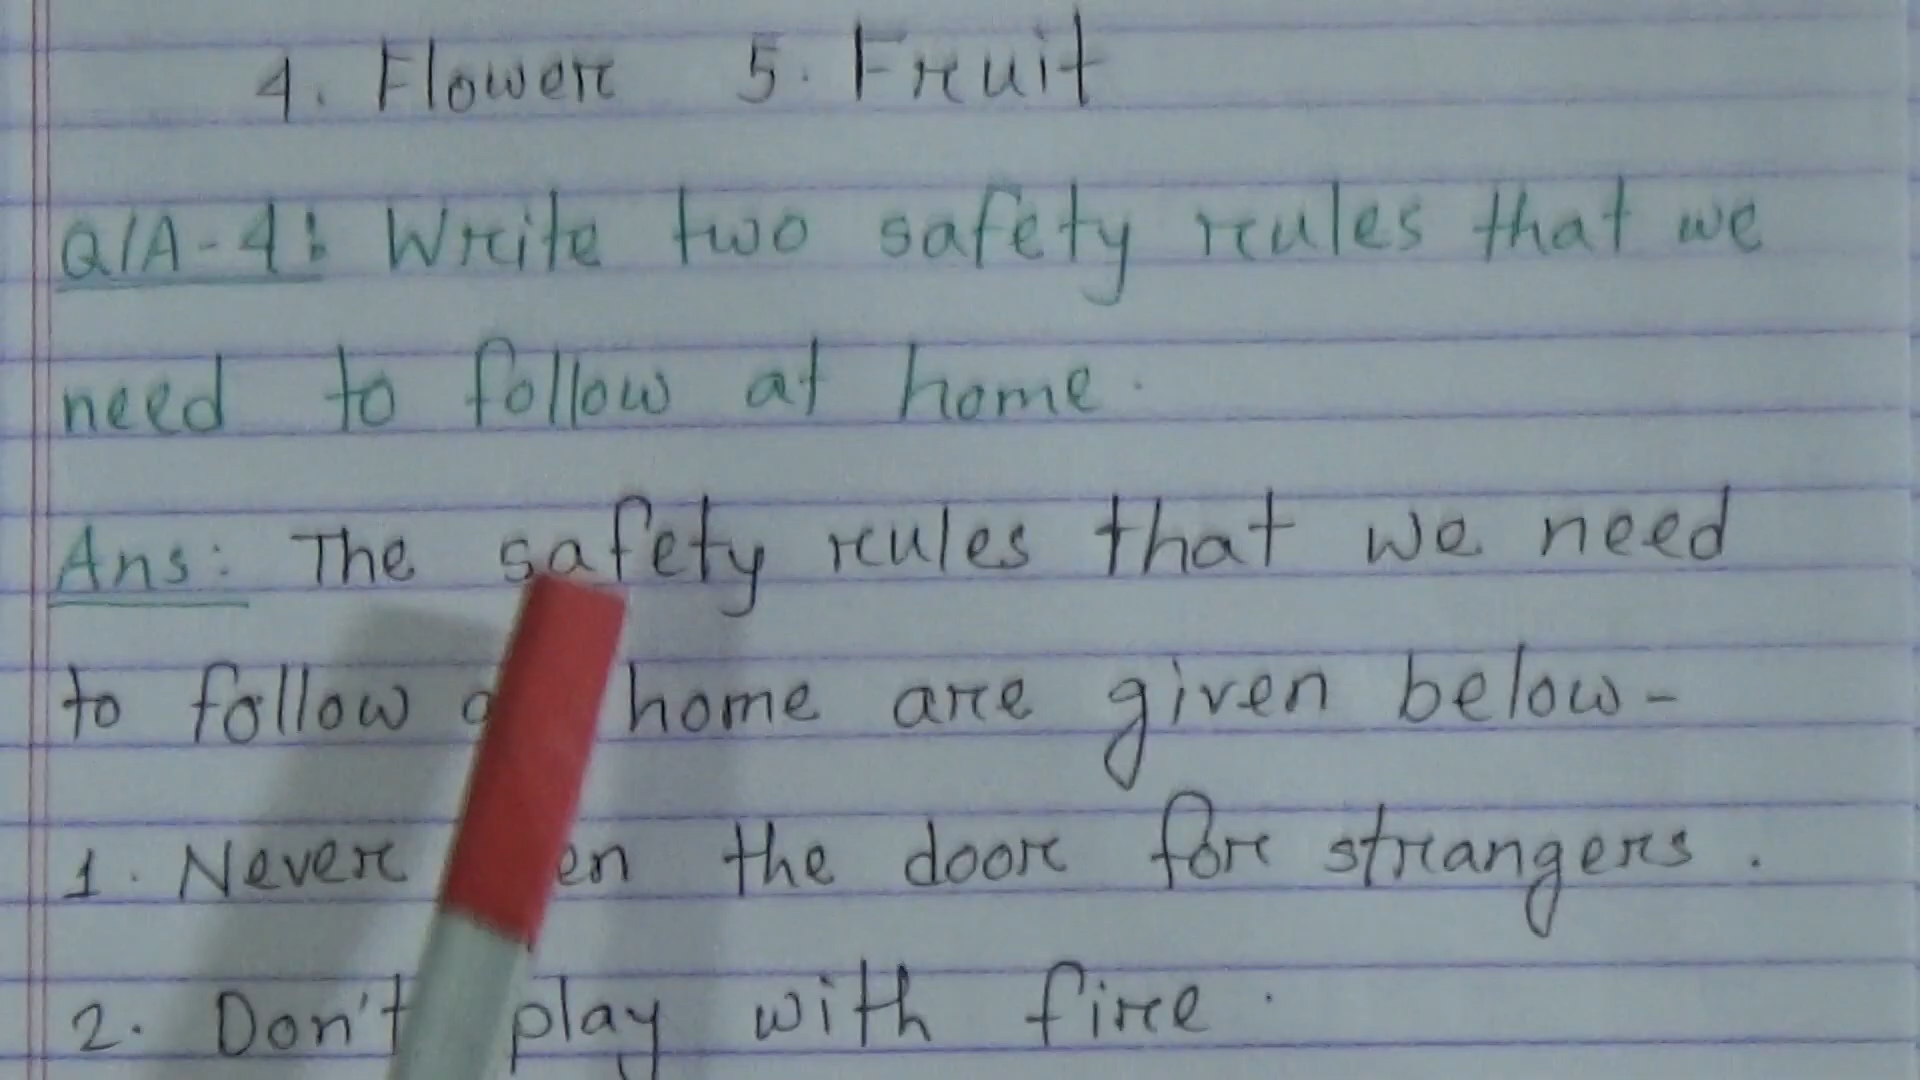 4. Flower 5. Fruit
Q/A-4: Write two safety rules that we
need to follow at home.
Ans: The safety rules that we need
to follow home are given below-
1. Never the door for strangers.
2. Don't play with fire.